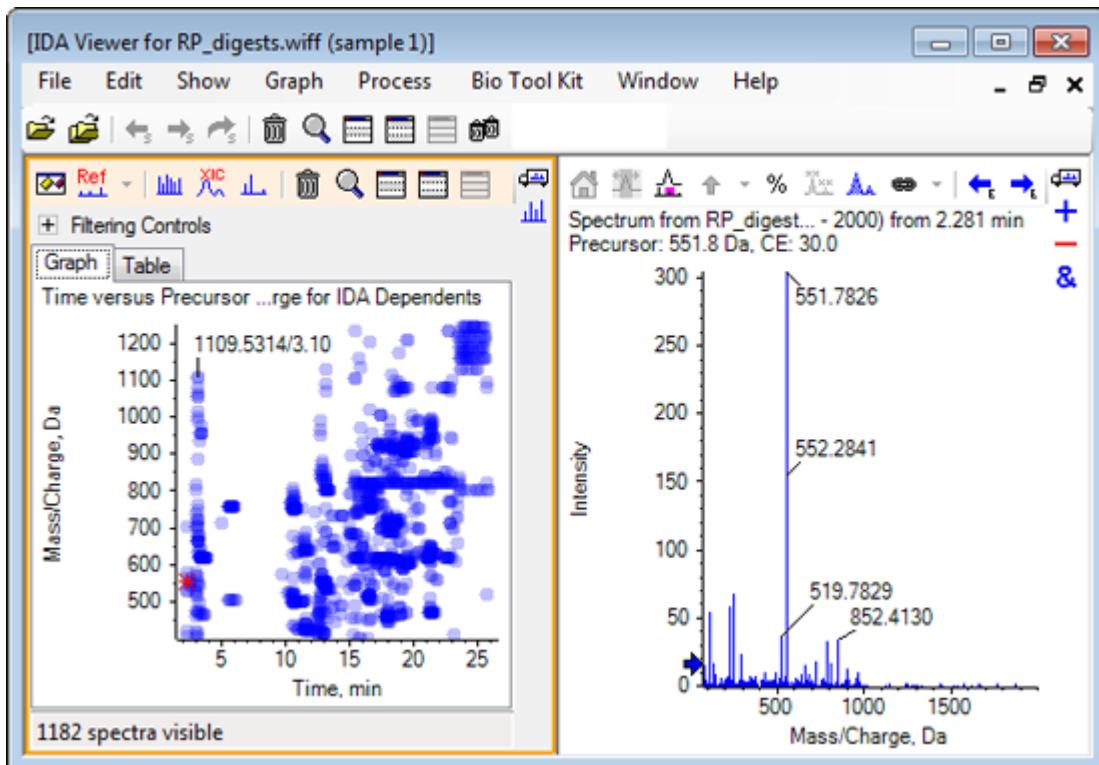 [IDA Viewer for RP_digests.wiff (sample 1)]
File Edit Show Graph Process Bio Tool Kit Window Help
S S S
Ref XIC
Filtering Controls
Graph Table
Time versus Precursor ...rge for IDA Dependents
1109.5314/3.10
1200
1100
1000
900
800
700
600
500
Mass/Charge, Da
5 10 15 20 25
Time, min
1182 spectra visible
% E E
&
Spectrum from RP_digest... - 2000) from 2.281 min
Precursor: 551.8 Da, CE: 30.0
300
250
200
150
100
50
0
Intensity
551.7826
552.2841
519.7829
852.4130
500 1000 1500
Mass/Charge, Da